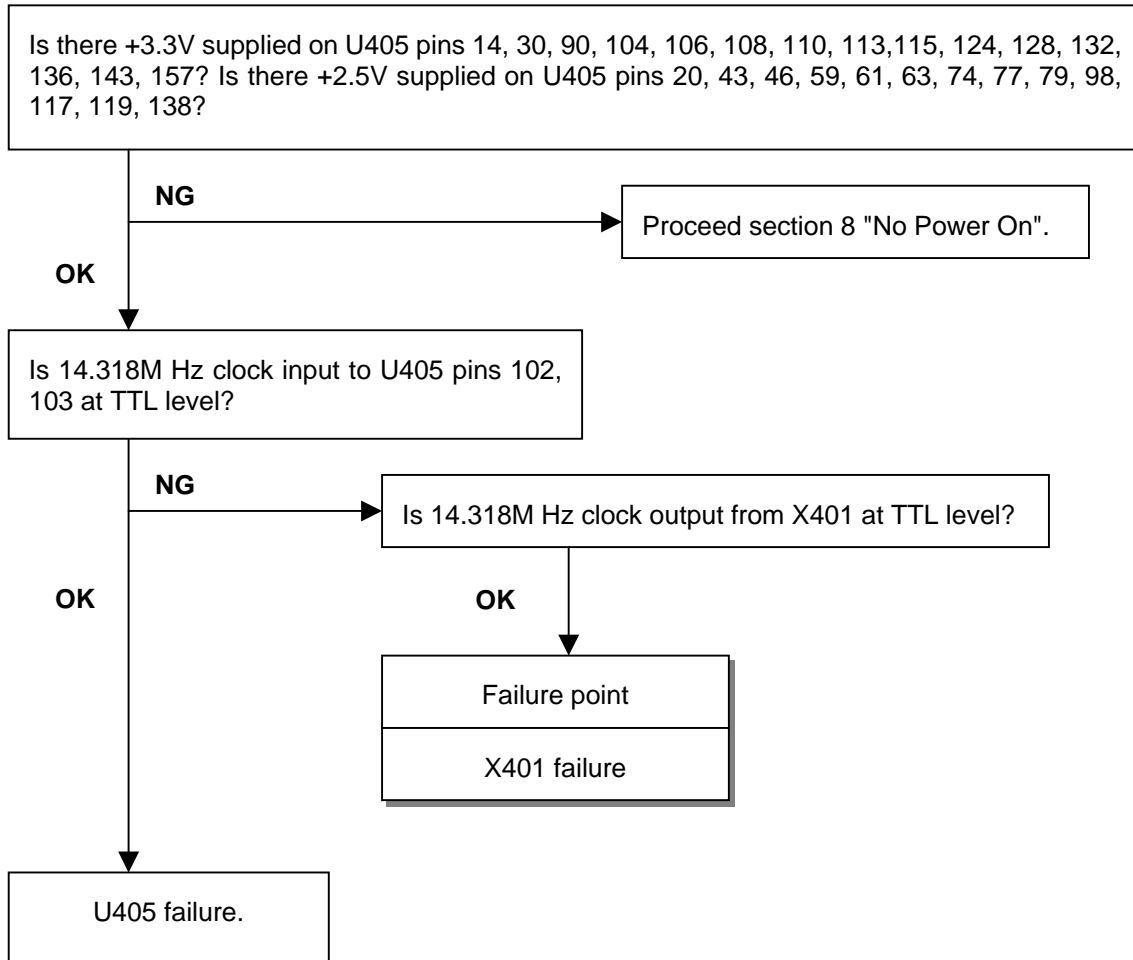 Is there +3.3V supplied on U405 pins 14, 30, 90, 104, 106, 108, 110, 113,115, 124, 128, 132,
136, 143, 157? Is there +2.5V supplied on U405 pins 20, 43, 46, 59, 61, 63, 74, 77, 79, 98,
117, 119, 138?
NG
Proceed section 8 "No Power On".
OK
Is 14.318M Hz clock input to U405 pins 102,
103 at TTL level?
NG
Is 14.318M Hz clock output from X401 at TTL level?
OK
OK
Failure point
X401 failure
U405 failure.